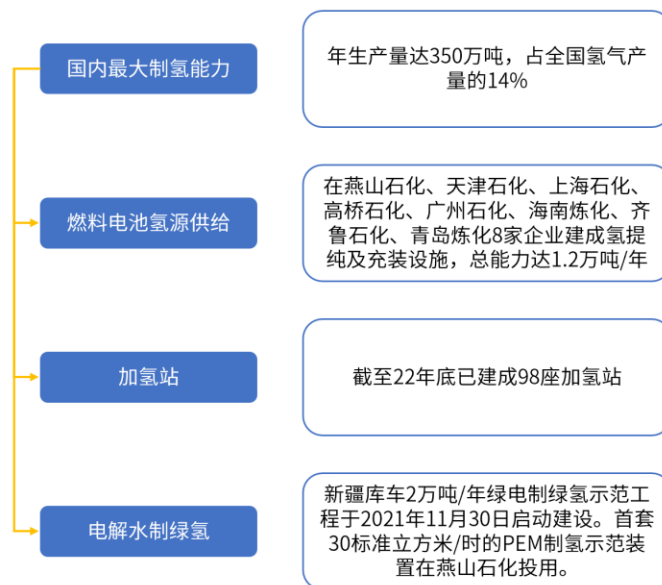 国内最大制氢能力
年生产量达350万吨，占全国氢气产
量的14%
燃料电池氢源供给
在燕山石化、天津石化、上海石化、
高桥石化、广州石化、海南炼化、齐
鲁石化、青岛炼化8家企业建成氢提
纯及充装设施，总能力达1.2万吨/年
加氢站
截至22年底已建成98座加氢站
电解水制绿氢
新疆库车2万吨/年绿电制绿氢示范工
程于2021年11月30日启动建设。首套
30标准立方米/时的PEM制氢示范装
置在燕山石化投用。